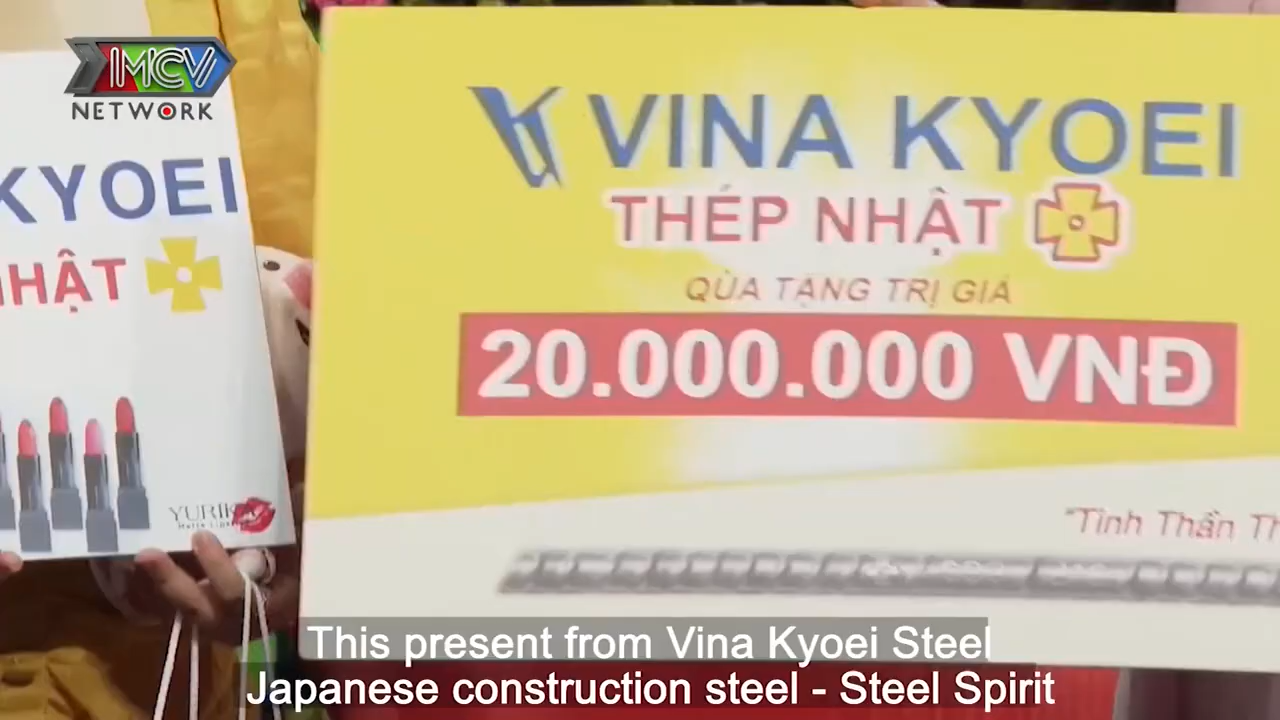 MCV
NETWORK
KYOEI
NHẬT
YURIKA
VINA KYOEI
THÉP NHẬT
QÙA TẶNG TRỊ GIÁ
20.000.000 VNĐ
"Tinh Thần
This present from Vina Kyoei Steel
Japanese construction steel - Steel Spirit